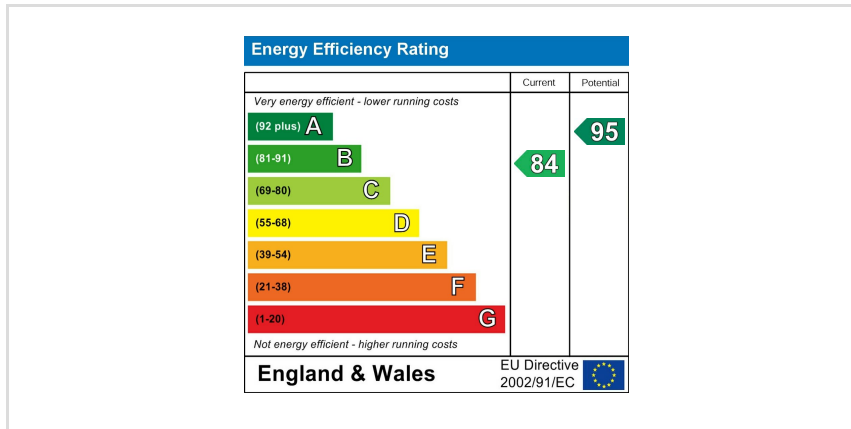 Energy Efficiency Rating
Current Potential
Very energy efficient - lower running costs
(92 plus) A
95
(81-91) B
84
(69-80) C
(55-68) D
(39-54) E
(21-38) F
(1-20) G
Not energy efficient - higher running costs
England & Wales
EU Directive
2002/91/EC